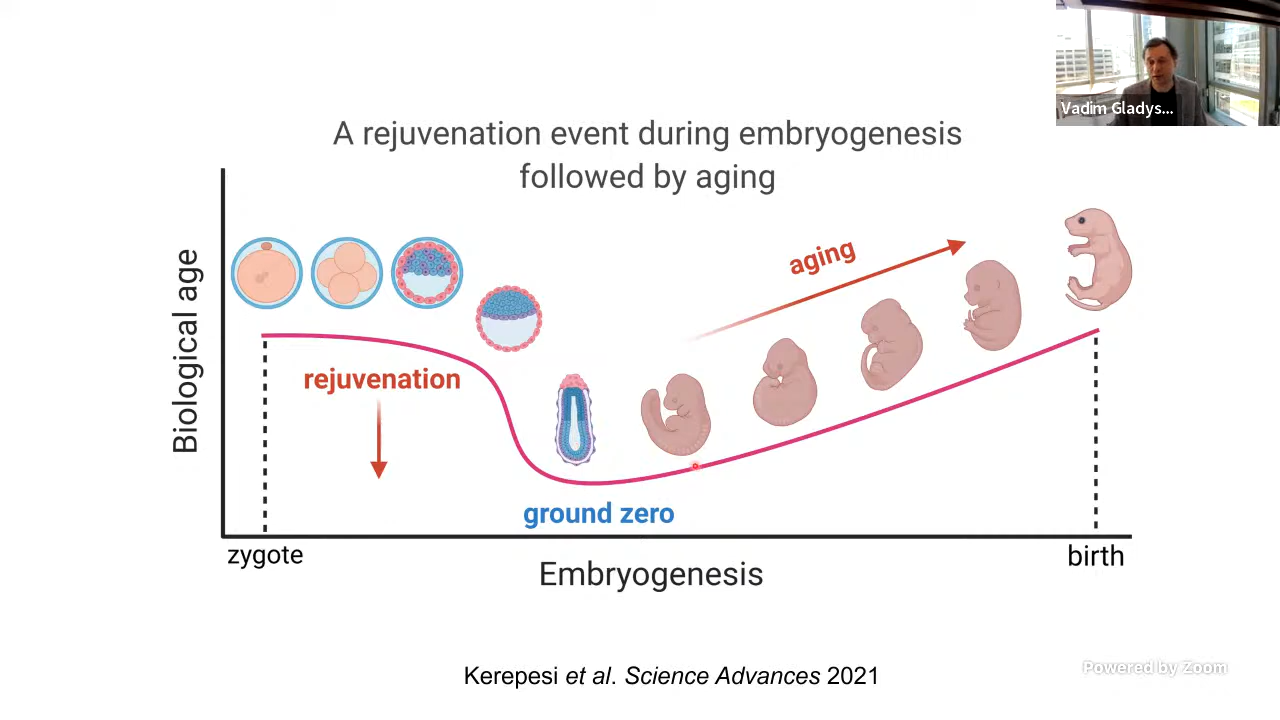 Vadim Gladys...
A rejuvenation event during embryogenesis
followed by aging
Biological age
aging
rejuvenation
ground zero
zygote
birth
Embryogenesis
Kerepesi et al. Science Advances 2021
Powered by Zoom